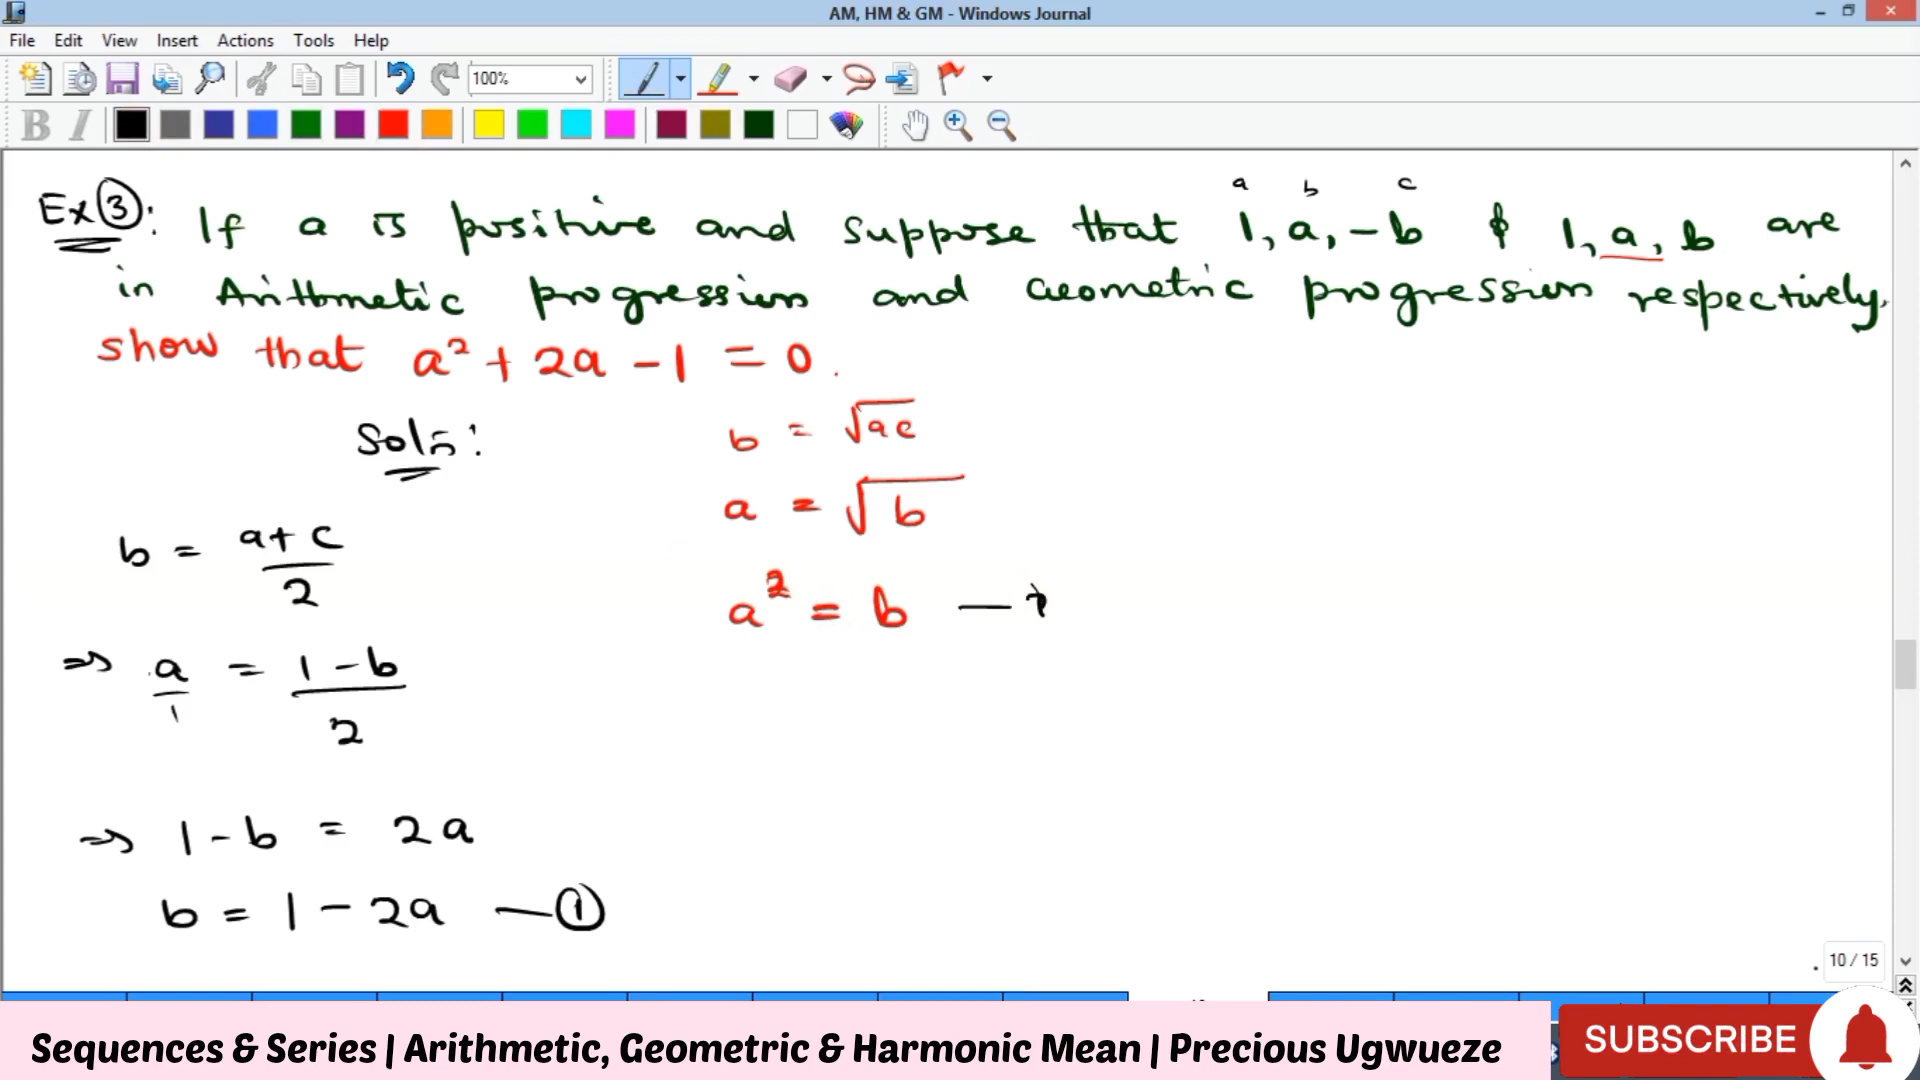 AM, HM & GM - Windows Journal
File Edit View Insert Actions Tools Help
100%
B I
a b c
Ex③: If a is positive and suppose that 1, a, -b & 1, a, b are
in Arithmetic progression and Geometric progression respectively.
show that a² + 2a - 1 = 0.
Soln:
b = √ac
a = √b
b = (a + c)/2
a² = b —
⇒ a/1 = (1 - b)/2
⇒ 1 - b = 2a
b = 1 - 2a —①
10 / 15
Sequences & Series | Arithmetic, Geometric & Harmonic Mean | Precious Ugwueze
SUBSCRIBE